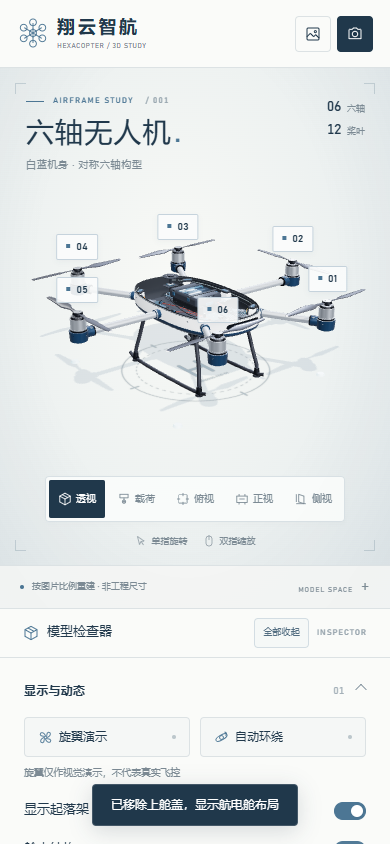 翔云智航
HEXACOPTER / 3D STUDY
AIRFRAME STUDY / 001
06 六轴
六轴无人机.
12 桨叶
白蓝机身 · 对称六轴构型
03
02
04
01
05
06
透视
载荷
俯视
正视
侧视
单指旋转
双指缩放
按图片比例重建 · 非工程尺寸
MODEL SPACE +
模型检查器
全部收起
INSPECTOR
显示与动态
01
旋翼演示
自动环绕
旋翼仅作视觉演示，不代表真实飞控
显示起落架
已移除上舱盖，显示航电舱布局